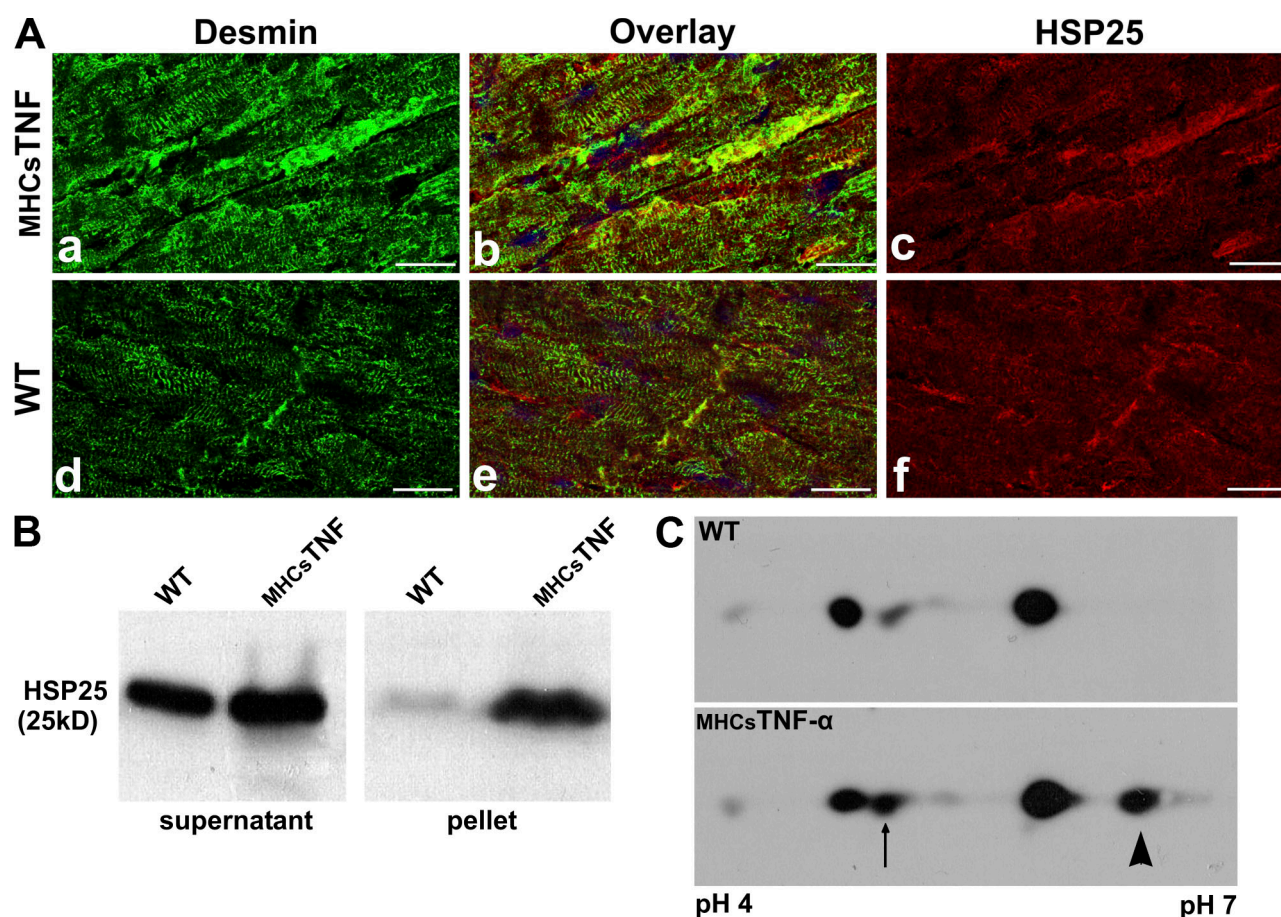 A
Desmin
Overlay
HSP25
MHCsTNF
a
b
c
WT
d
e
f
B
WT
MHCsTNF
WT
MHCsTNF
HSP25
(25kD)
supernatant
pellet
C
WT
MHCsTNF-α
pH 4
pH 7